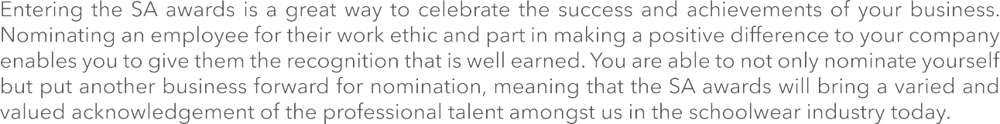 Entering the SA awards is a great way to celebrate the success and achievements of your business.
Nominating an employee for their work ethic and part in making a positive difference to your company
enables you to give them the recognition that is well earned. You are able to not only nominate yourself
but put another business forward for nomination, meaning that the SA awards will bring a varied and
valued acknowledgement of the professional talent amongst us in the schoolwear industry today.